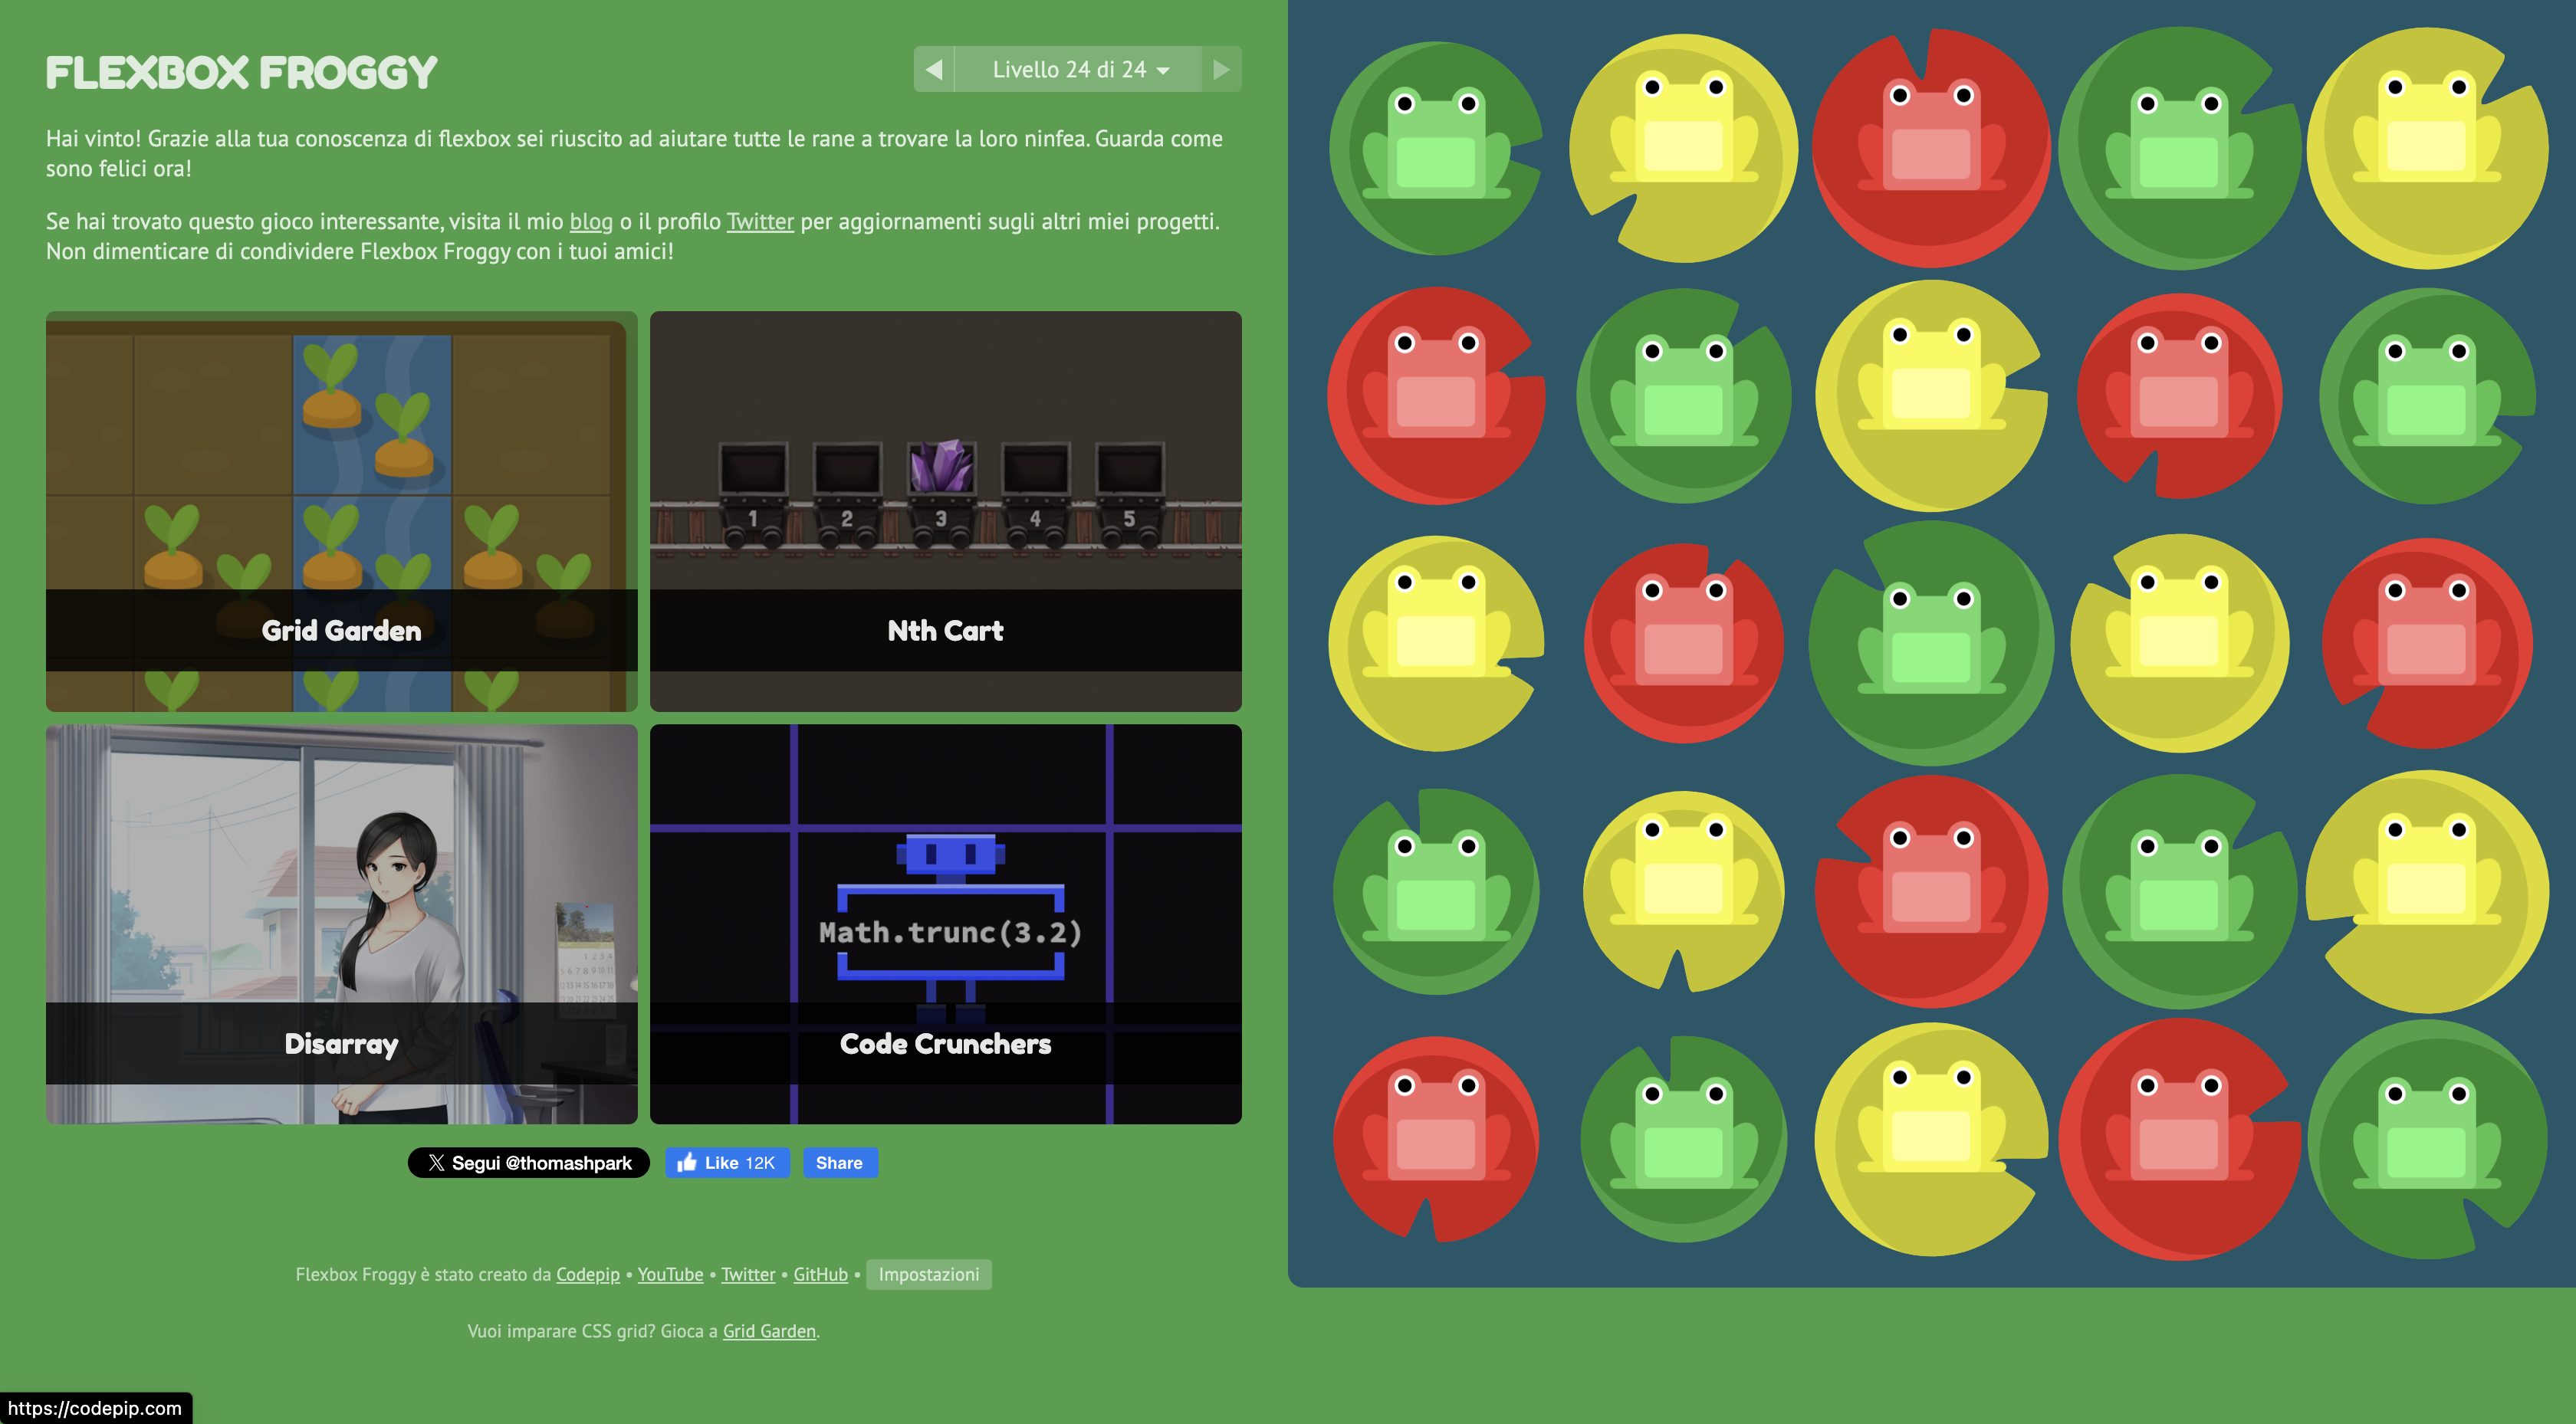 FLEXBOX FROGGY
Livello 24 di 24
Hai vinto! Grazie alla tua conoscenza di flexbox sei riuscito ad aiutare tutte le rane a trovare la loro ninfea. Guarda come
sono felici ora!
Se hai trovato questo gioco interessante, visita il mio blog o il profilo Twitter per aggiornamenti sugli altri miei progetti.
Non dimenticare di condividere Flexbox Froggy con i tuoi amici!
1 2 3 4 5
Grid Garden
Nth Cart
Math.trunc(3.2)
Disarray
Code Crunchers
Segui @thomashpark
Like 12K
Share
Flexbox Froggy è stato creato da Codepip • YouTube • Twitter • GitHub • Impostazioni
Vuoi imparare CSS grid? Gioca a Grid Garden.
https://codepip.com